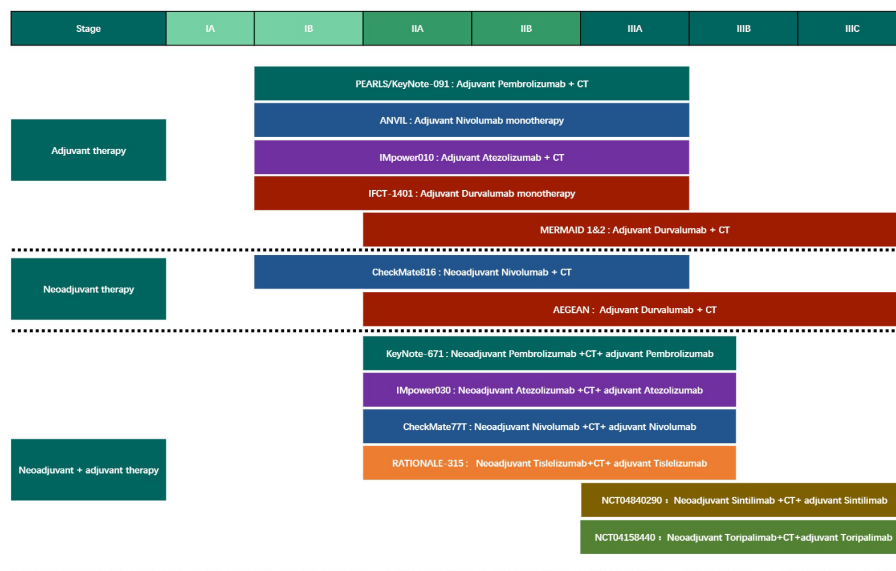 Stage IA IB IIA IIB IIIA IIIB IIIC
PEARLS/KeyNote-091 : Adjuvant Pembrolizumab + CT
ANVIL : Adjuvant Nivolumab monotherapy
Adjuvant therapy
IMpower010 : Adjuvant Atezolizumab + CT
IFCT-1401 : Adjuvant Durvalumab monotherapy
MERMAID 1&2 : Adjuvant Durvalumab + CT
CheckMate816 : Neoadjuvant Nivolumab + CT
Neoadjuvant therapy
AEGEAN : Adjuvant Durvalumab + CT
KeyNote-671 : Neoadjuvant Pembrolizumab +CT+ adjuvant Pembrolizumab
IMpower030 : Neoadjuvant Atezolizumab +CT+ adjuvant Atezolizumab
CheckMate77T : Neoadjuvant Nivolumab +CT+ adjuvant Nivolumab
RATIONALE-315 : Neoadjuvant Tislelizumab+CT+ adjuvant Tislelizumab
Neoadjuvant + adjuvant therapy
NCT04840290 : Neoadjuvant Sintilimab +CT+ adjuvant Sintilimab
NCT04158440 : Neoadjuvant Toripalimab+CT+adjuvant Toripalimab